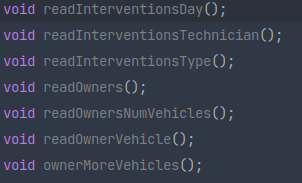 void readInterventionsDay();
void readInterventionsTechnician();
void readInterventionsType();
void readOwners();
void readOwnersNumVehicles();
void readOwnerVehicle();
void ownerMoreVehicles();